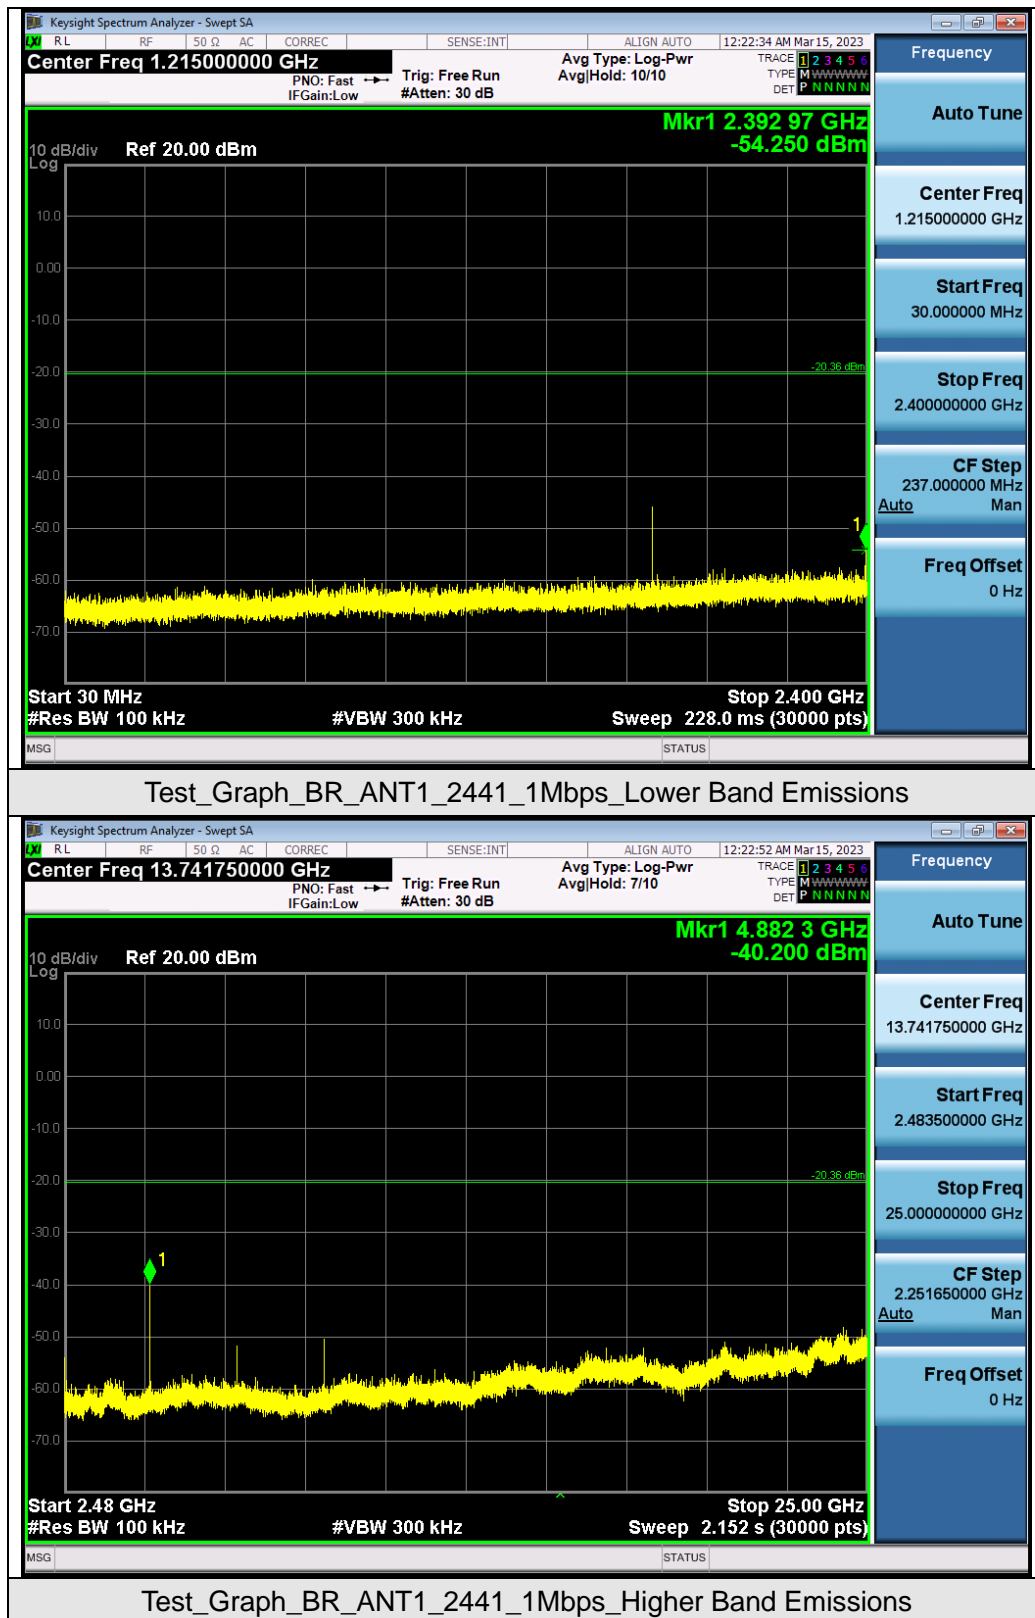 Keysight Spectrum Analyzer - Swept SA
LXI RL RF 50 Ω AC CORREC SENSE:INT ALIGN AUTO 12:22:34 AM Mar 15, 2023
Center Freq 1.215000000 GHz
PNO: Fast Trig: Free Run Avg Type: Log-Pwr TRACE 1 2 3 4 5 6
IFGain:Low #Atten: 30 dB Avg|Hold: 10/10 TYPE M WWWWW
DET P N N N N N
Frequency
Auto Tune
Mkr1 2.392 97 GHz
-54.250 dBm
10 dB/div Ref 20.00 dBm
Log
10.0
0.00
-10.0
-20.0
-20.36 dBm
-30.0
-40.0
-50.0
1
-60.0
-70.0
Center Freq
1.215000000 GHz
Start Freq
30.000000 MHz
Stop Freq
2.400000000 GHz
CF Step
237.000000 MHz
Auto Man
Freq Offset
0 Hz
Start 30 MHz Stop 2.400 GHz
#Res BW 100 kHz #VBW 300 kHz Sweep 228.0 ms (30000 pts)
MSG STATUS
Test_Graph_BR_ANT1_2441_1Mbps_Lower Band Emissions
Keysight Spectrum Analyzer - Swept SA
LXI RL RF 50 Ω AC CORREC SENSE:INT ALIGN AUTO 12:22:52 AM Mar 15, 2023
Center Freq 13.741750000 GHz
PNO: Fast Trig: Free Run Avg Type: Log-Pwr TRACE 1 2 3 4 5 6
IFGain:Low #Atten: 30 dB Avg|Hold: 7/10 TYPE M WWWWW
DET P N N N N N
Frequency
Auto Tune
Mkr1 4.882 3 GHz
-40.200 dBm
10 dB/div Ref 20.00 dBm
Log
10.0
0.00
-10.0
-20.0
-20.36 dBm
-30.0
1
-40.0
-50.0
-60.0
-70.0
Center Freq
13.741750000 GHz
Start Freq
2.483500000 GHz
Stop Freq
25.000000000 GHz
CF Step
2.251650000 GHz
Auto Man
Freq Offset
0 Hz
Start 2.48 GHz Stop 25.00 GHz
#Res BW 100 kHz #VBW 300 kHz Sweep 2.152 s (30000 pts)
MSG STATUS
Test_Graph_BR_ANT1_2441_1Mbps_Higher Band Emissions